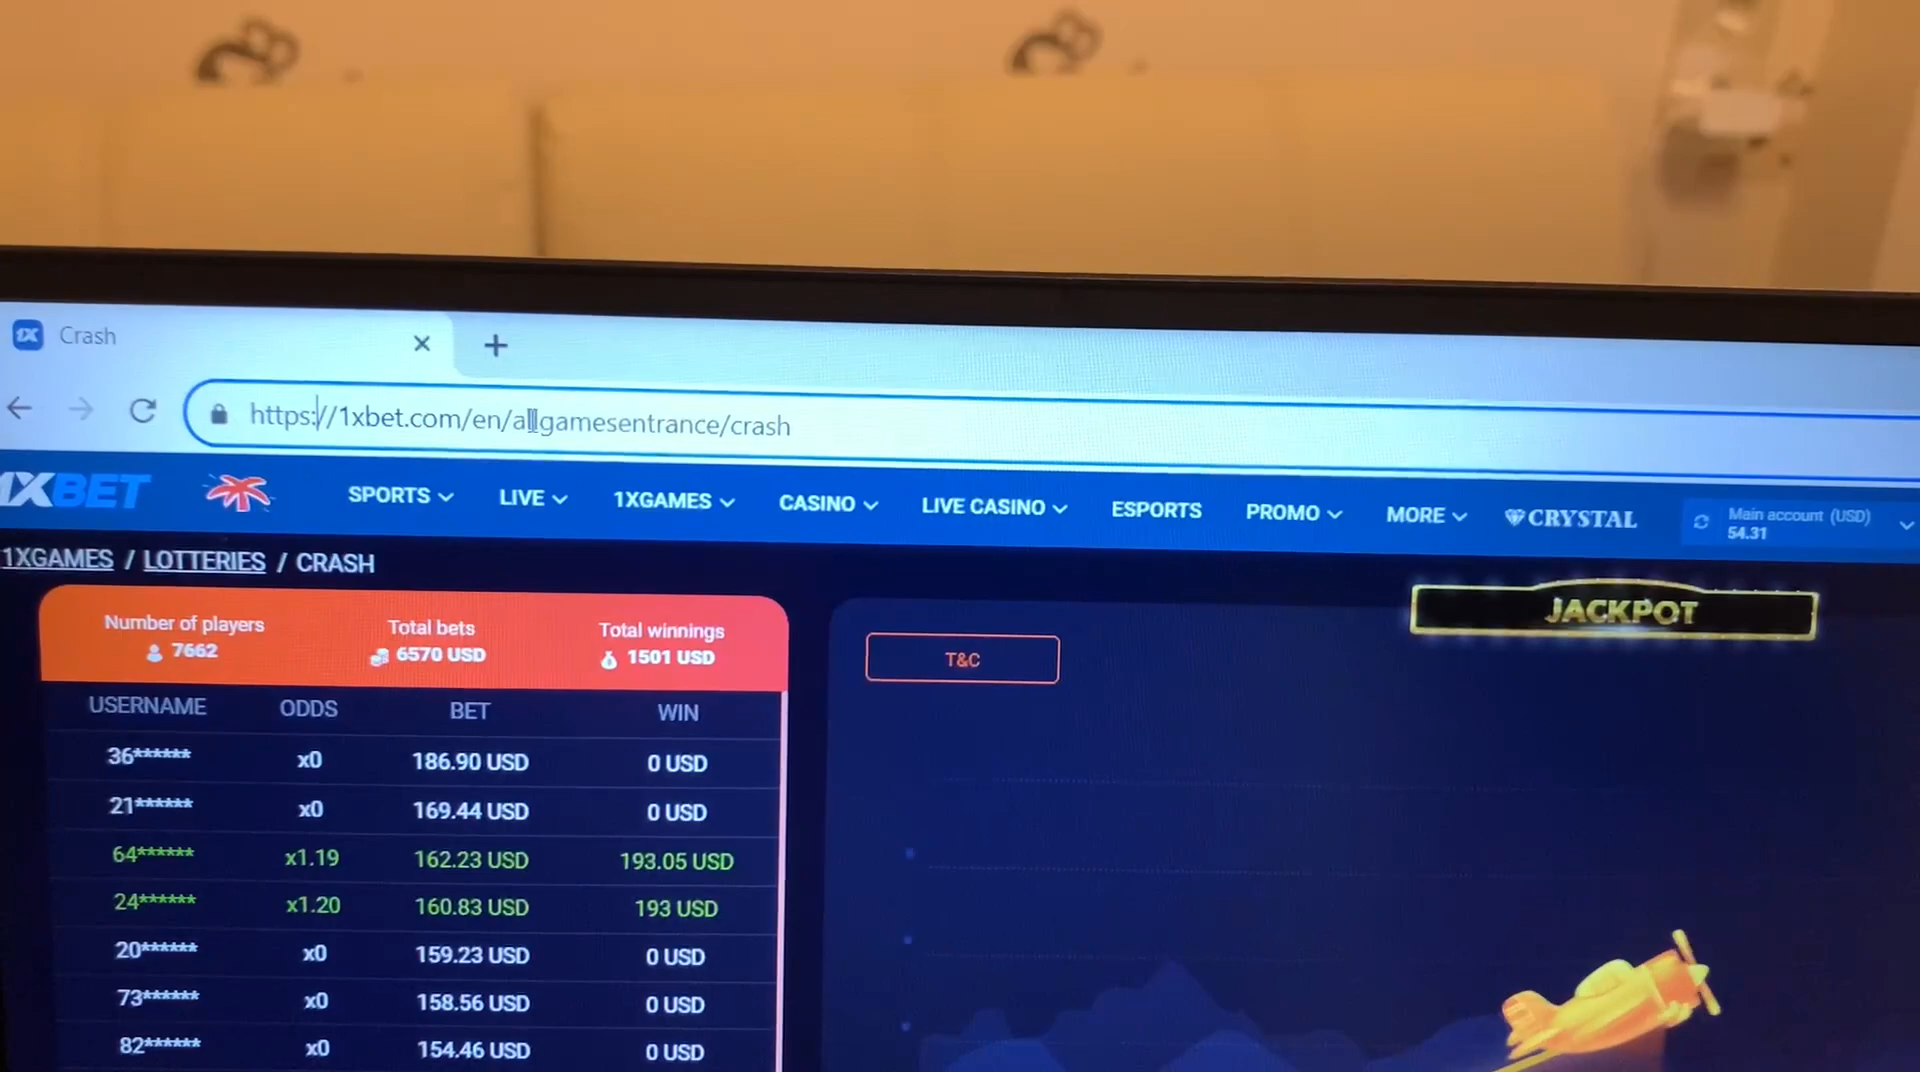 1X Crash
https://1xbet.com/en/allgamesentrance/crash
1XBET SPORTS LIVE 1XGAMES CASINO LIVE CASINO ESPORTS PROMO MORE CRYSTAL Main account (USD)
54.31
1XGAMES / LOTTERIES / CRASH
JACKPOT
Number of players Total bets Total winnings
7662 6570 USD 1501 USD
T&C
USERNAME ODDS BET WIN
36****** x0 186.90 USD 0 USD
21****** x0 169.44 USD 0 USD
64****** x1.19 162.23 USD 193.05 USD
24****** x1.20 160.83 USD 193 USD
20****** x0 159.23 USD 0 USD
73****** x0 158.56 USD 0 USD
82****** x0 154.46 USD 0 USD